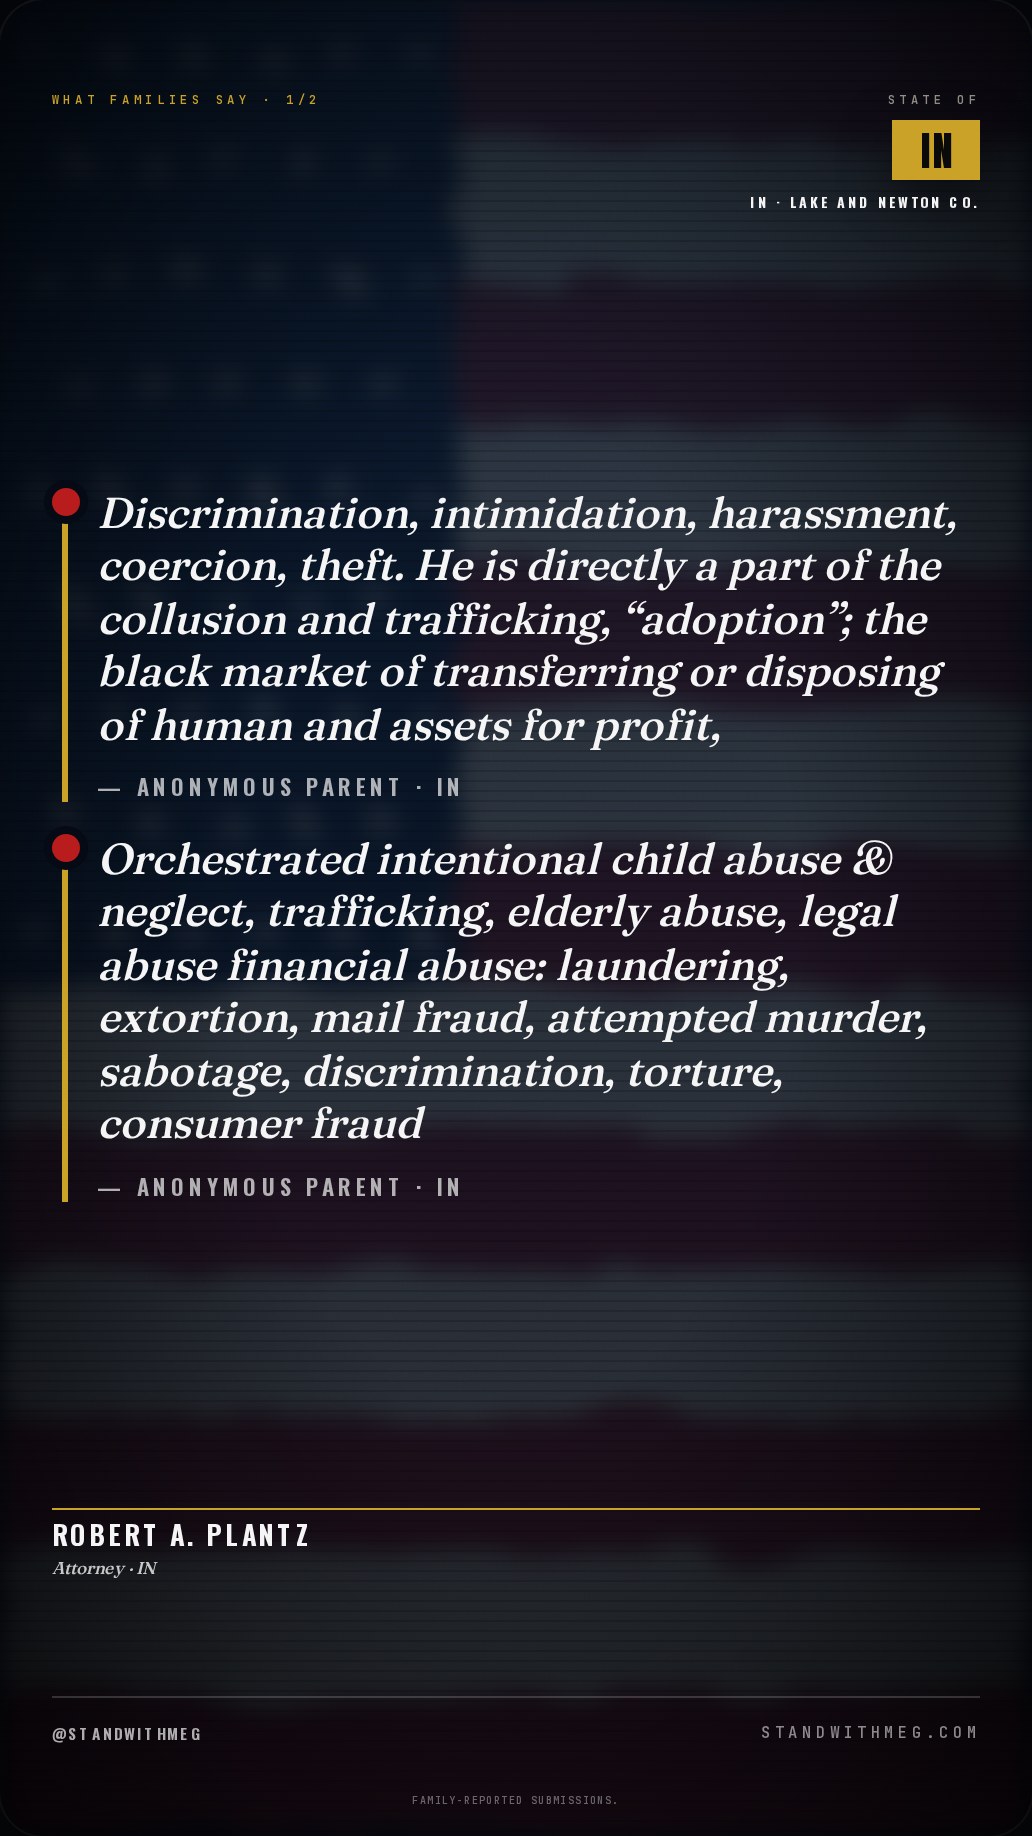 WHAT FAMILIES SAY · 1/2
STATE OF
IN
IN · LAKE AND NEWTON CO.
Discrimination, intimidation, harassment,
coercion, theft. He is directly a part of the
collusion and trafficking, “adoption”; the
black market of transferring or disposing
of human and assets for profit,
— ANONYMOUS PARENT · IN
Orchestrated intentional child abuse &
neglect, trafficking, elderly abuse, legal
abuse financial abuse: laundering,
extortion, mail fraud, attempted murder,
sabotage, discrimination, torture,
consumer fraud
— ANONYMOUS PARENT · IN
ROBERT A. PLANTZ
Attorney · IN
@STANDWITHMEG
STANDWITHMEG.COM
FAMILY-REPORTED SUBMISSIONS.